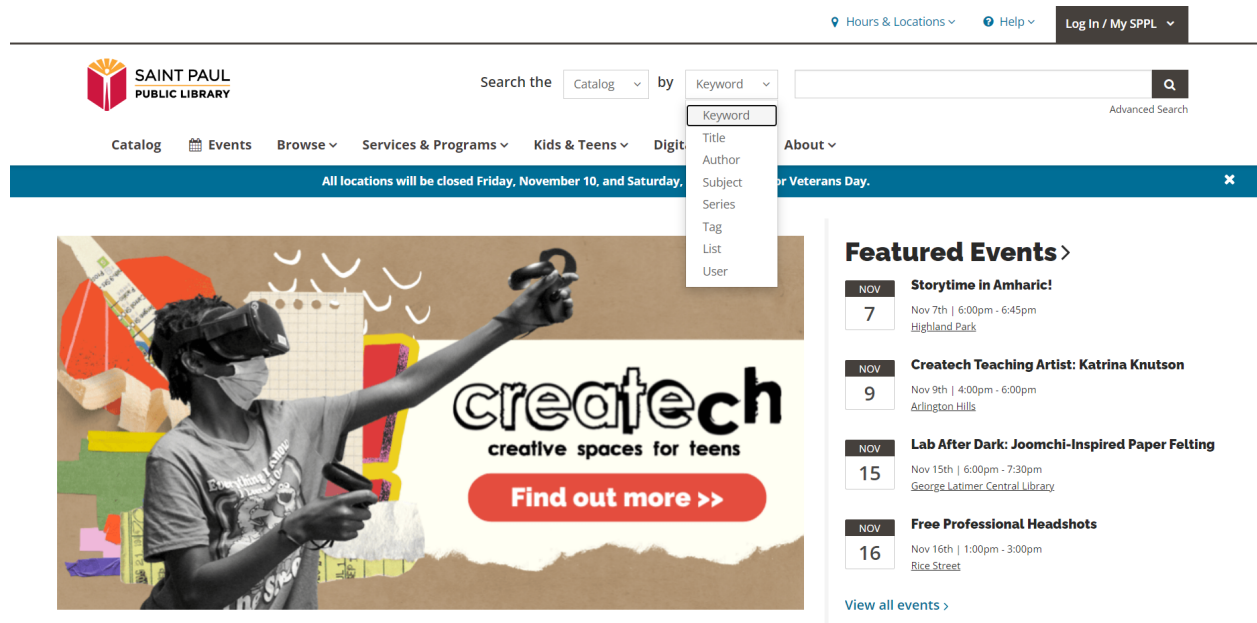 Hours & Locations
Help
Log In / My SPPL
SAINT PAUL
PUBLIC LIBRARY
Search the Catalog by Keyword
Advanced Search
Keyword
Title
Author
Subject
Series
Tag
List
User
Catalog Events Browse Services & Programs Kids & Teens Digit About
All locations will be closed Friday, November 10, and Saturday, or Veterans Day.
createch
creative spaces for teens
Find out more >>
Everything I
Featured Events
NOV
7
Storytime in Amharic!
Nov 7th | 6:00pm - 6:45pm
Highland Park
NOV
9
Createch Teaching Artist: Katrina Knutson
Nov 9th | 4:00pm - 6:00pm
Arlington Hills
NOV
15
Lab After Dark: Joomchi-Inspired Paper Felting
Nov 15th | 6:00pm - 7:30pm
George Latimer Central Library
NOV
16
Free Professional Headshots
Nov 16th | 1:00pm - 3:00pm
Rice Street
View all events